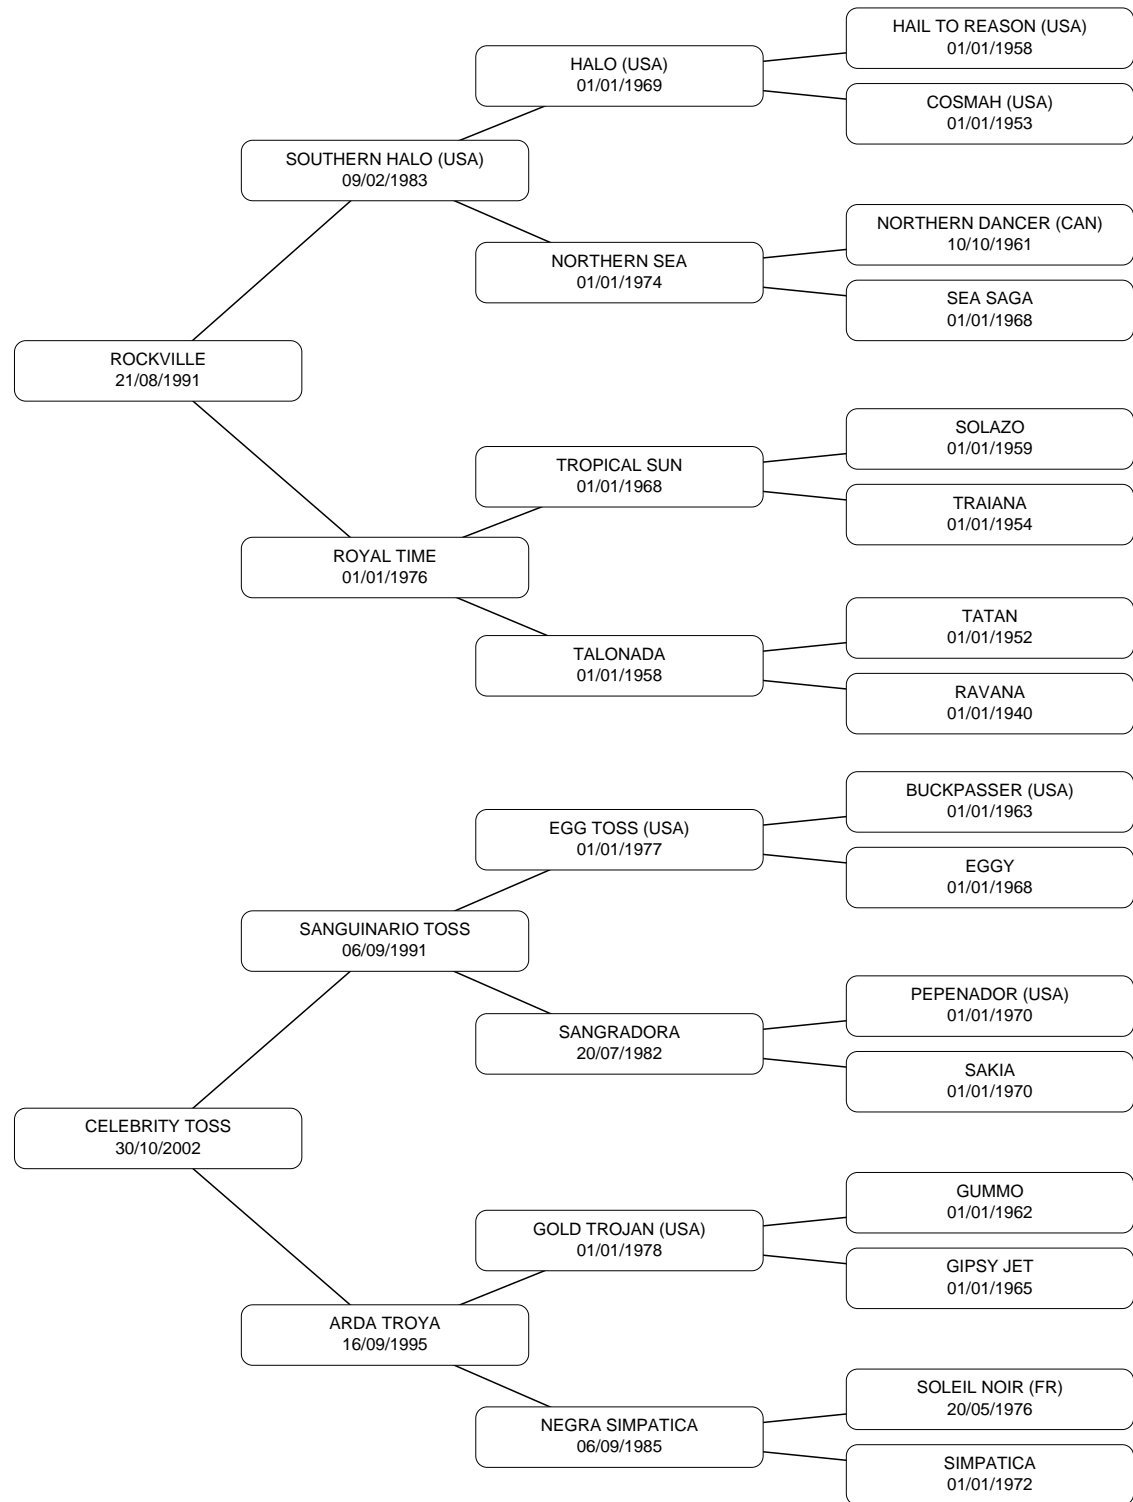 HAIL TO REASON (USA)
01/01/1958
HALO (USA)
01/01/1969
COSMAH (USA)
01/01/1953
SOUTHERN HALO (USA)
09/02/1983
NORTHERN DANCER (CAN)
10/10/1961
NORTHERN SEA
01/01/1974
SEA SAGA
01/01/1968
ROCKVILLE
21/08/1991
SOLAZO
01/01/1959
TROPICAL SUN
01/01/1968
TRAIANA
01/01/1954
ROYAL TIME
01/01/1976
TATAN
01/01/1952
TALONADA
01/01/1958
RAVANA
01/01/1940
BUCKPASSER (USA)
01/01/1963
EGG TOSS (USA)
01/01/1977
EGGY
01/01/1968
SANGUINARIO TOSS
06/09/1991
PEPENADOR (USA)
01/01/1970
SANGRADORA
20/07/1982
SAKIA
01/01/1970
CELEBRITY TOSS
30/10/2002
GUMMO
01/01/1962
GOLD TROJAN (USA)
01/01/1978
GIPSY JET
01/01/1965
ARDA TROYA
16/09/1995
SOLEIL NOIR (FR)
20/05/1976
NEGRA SIMPATICA
06/09/1985
SIMPATICA
01/01/1972